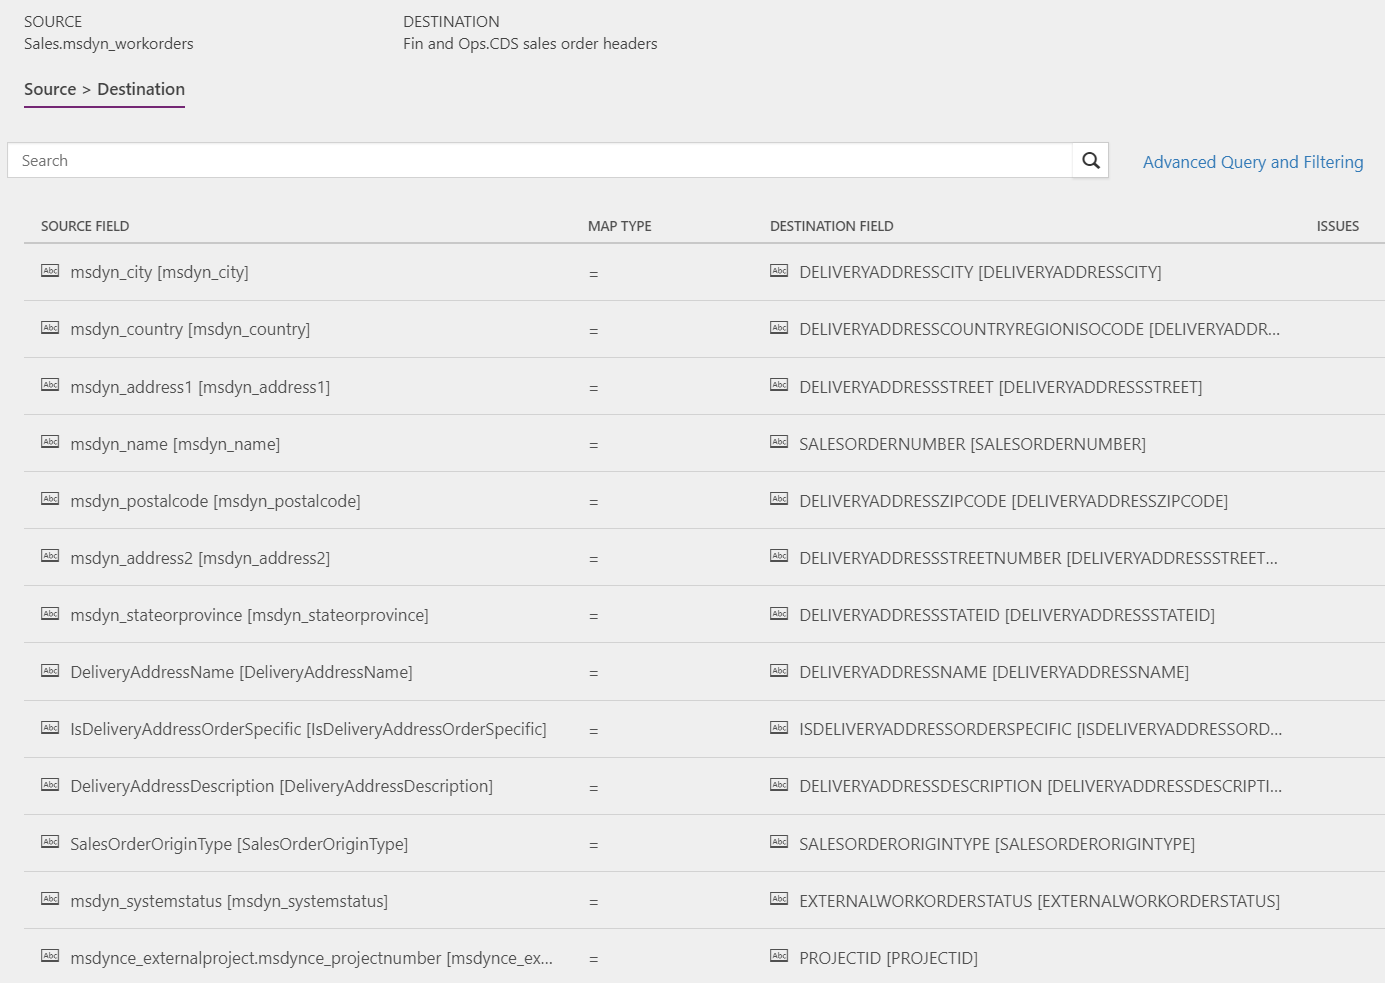 SOURCE DESTINATION
Sales.msdyn_workorders Fin and Ops.CDS sales order headers
Source > Destination
Search Advanced Query and Filtering
SOURCE FIELD MAP TYPE DESTINATION FIELD ISSUES
Abc msdyn_city [msdyn_city] = Abc DELIVERYADDRESSCITY [DELIVERYADDRESSCITY]
Abc msdyn_country [msdyn_country] = Abc DELIVERYADDRESSCOUNTRYREGIONISOCODE [DELIVERYADDR...
Abc msdyn_address1 [msdyn_address1] = Abc DELIVERYADDRESSSTREET [DELIVERYADDRESSSTREET]
Abc msdyn_name [msdyn_name] = Abc SALESORDERNUMBER [SALESORDERNUMBER]
Abc msdyn_postalcode [msdyn_postalcode] = Abc DELIVERYADDRESSZIPCODE [DELIVERYADDRESSZIPCODE]
Abc msdyn_address2 [msdyn_address2] = Abc DELIVERYADDRESSSTREETNUMBER [DELIVERYADDRESSSTREET...
Abc msdyn_stateorprovince [msdyn_stateorprovince] = Abc DELIVERYADDRESSSTATEID [DELIVERYADDRESSSTATEID]
Abc DeliveryAddressName [DeliveryAddressName] = Abc DELIVERYADDRESSNAME [DELIVERYADDRESSNAME]
Abc IsDeliveryAddressOrderSpecific [IsDeliveryAddressOrderSpecific] = Abc ISDELIVERYADDRESSORDERSPECIFIC [ISDELIVERYADDRESSORD...
Abc DeliveryAddressDescription [DeliveryAddressDescription] = Abc DELIVERYADDRESSDESCRIPTION [DELIVERYADDRESSDESCRIPTI...
Abc SalesOrderOriginType [SalesOrderOriginType] = Abc SALESORDERORIGINTYPE [SALESORDERORIGINTYPE]
Abc msdyn_systemstatus [msdyn_systemstatus] = Abc EXTERNALWORKORDERSTATUS [EXTERNALWORKORDERSTATUS]
Abc msdynce_externalproject.msdynce_projectnumber [msdynce_ex... = Abc PROJECTID [PROJECTID]